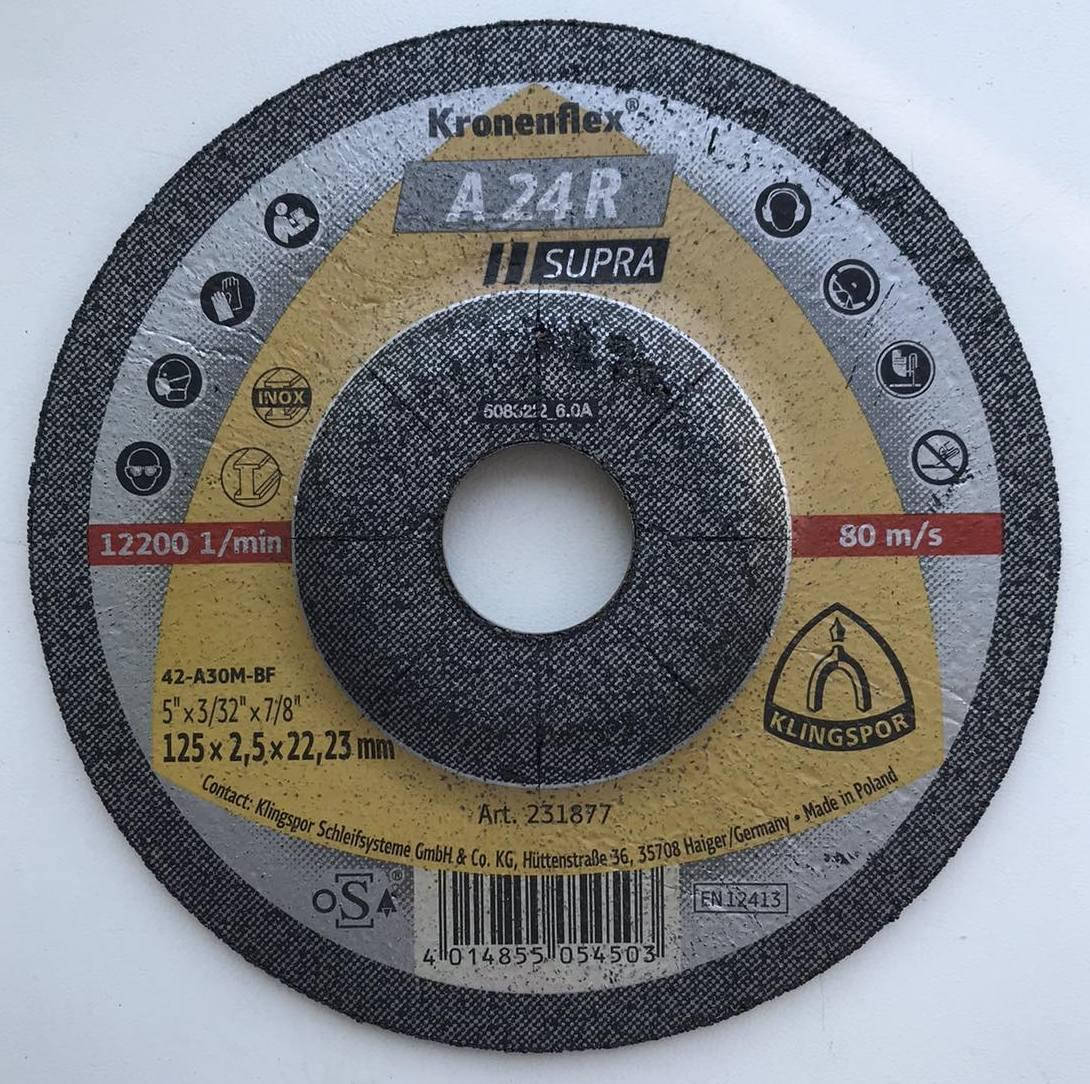 Kronenflex®
A 24 R
SUPRA
INOX
12200 1/min
80 m/s
42-A30M-BF
5"x3/32"x7/8"
125 x 2,5 x 22,23 mm
KLINGSPOR
Art. 231877
Contact: Klingspor Schleifsysteme GmbH & Co. KG, Hüttenstraße 36, 35708 Haiger/Germany • Made in Poland
oSa®
EN 12413
4 014855 054503